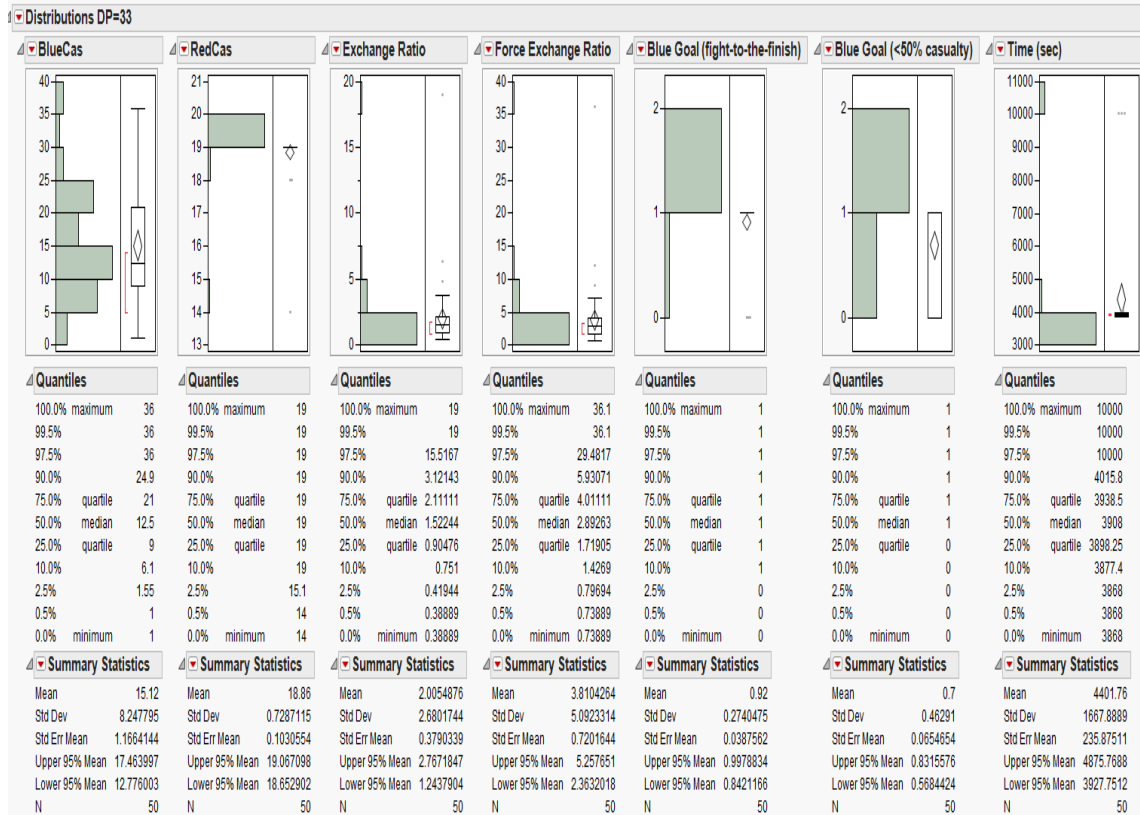 Distributions DP=33
BlueCas RedCas Exchange Ratio Force Exchange Ratio Blue Goal (fight-to-the-finish) Blue Goal (<50% casualty) Time (sec)
40 35 30 25 20 15 10 5 0
21 20 19 18 17 16 15 14 13
20 15 10 5 0
40 35 30 25 20 15 10 5 0
2 1 0
2 1 0
11000 10000 9000 8000 7000 6000 5000 4000 3000
Quantiles Quantiles Quantiles Quantiles Quantiles Quantiles Quantiles
100.0% maximum 36 100.0% maximum 19 100.0% maximum 19 100.0% maximum 36.1 100.0% maximum 1 100.0% maximum 1 100.0% maximum 10000
99.5% 36 99.5% 19 99.5% 19 99.5% 36.1 99.5% 1 99.5% 1 99.5% 10000
97.5% 36 97.5% 19 97.5% 15.5167 97.5% 29.4817 97.5% 1 97.5% 1 97.5% 10000
90.0% 24.9 90.0% 19 90.0% 3.12143 90.0% 5.93071 90.0% 1 90.0% 1 90.0% 4015.8
75.0% quartile 21 75.0% quartile 19 75.0% quartile 2.11111 75.0% quartile 4.01111 75.0% quartile 1 75.0% quartile 1 75.0% quartile 3938.5
50.0% median 12.5 50.0% median 19 50.0% median 1.52244 50.0% median 2.89263 50.0% median 1 50.0% median 1 50.0% median 3908
25.0% quartile 9 25.0% quartile 19 25.0% quartile 0.90476 25.0% quartile 1.71905 25.0% quartile 1 25.0% quartile 0 25.0% quartile 3898.25
10.0% 6.1 10.0% 19 10.0% 0.751 10.0% 1.4269 10.0% 1 10.0% 0 10.0% 3877.4
2.5% 1.55 2.5% 15.1 2.5% 0.41944 2.5% 0.79694 2.5% 0 2.5% 0 2.5% 3868
0.5% 1 0.5% 14 0.5% 0.38889 0.5% 0.73889 0.5% 0 0.5% 0 0.5% 3868
0.0% minimum 1 0.0% minimum 14 0.0% minimum 0.38889 0.0% minimum 0.73889 0.0% minimum 0 0.0% minimum 0 0.0% minimum 3868
Summary Statistics Summary Statistics Summary Statistics Summary Statistics Summary Statistics Summary Statistics Summary Statistics
Mean 15.12 Mean 18.86 Mean 2.0054876 Mean 3.8104264 Mean 0.92 Mean 0.7 Mean 4401.76
Std Dev 8.247795 Std Dev 0.7287115 Std Dev 2.6801744 Std Dev 5.0923314 Std Dev 0.2740475 Std Dev 0.46291 Std Dev 1667.8889
Std Err Mean 1.1664144 Std Err Mean 0.1030554 Std Err Mean 0.3790339 Std Err Mean 0.7201644 Std Err Mean 0.0387562 Std Err Mean 0.0654654 Std Err Mean 235.87511
Upper 95% Mean 17.463997 Upper 95% Mean 19.067098 Upper 95% Mean 2.7671847 Upper 95% Mean 5.257651 Upper 95% Mean 0.9978834 Upper 95% Mean 0.8315576 Upper 95% Mean 4875.7688
Lower 95% Mean 12.776003 Lower 95% Mean 18.652902 Lower 95% Mean 1.2437904 Lower 95% Mean 2.3632018 Lower 95% Mean 0.8421166 Lower 95% Mean 0.5684424 Lower 95% Mean 3927.7512
N 50 N 50 N 50 N 50 N 50 N 50 N 50